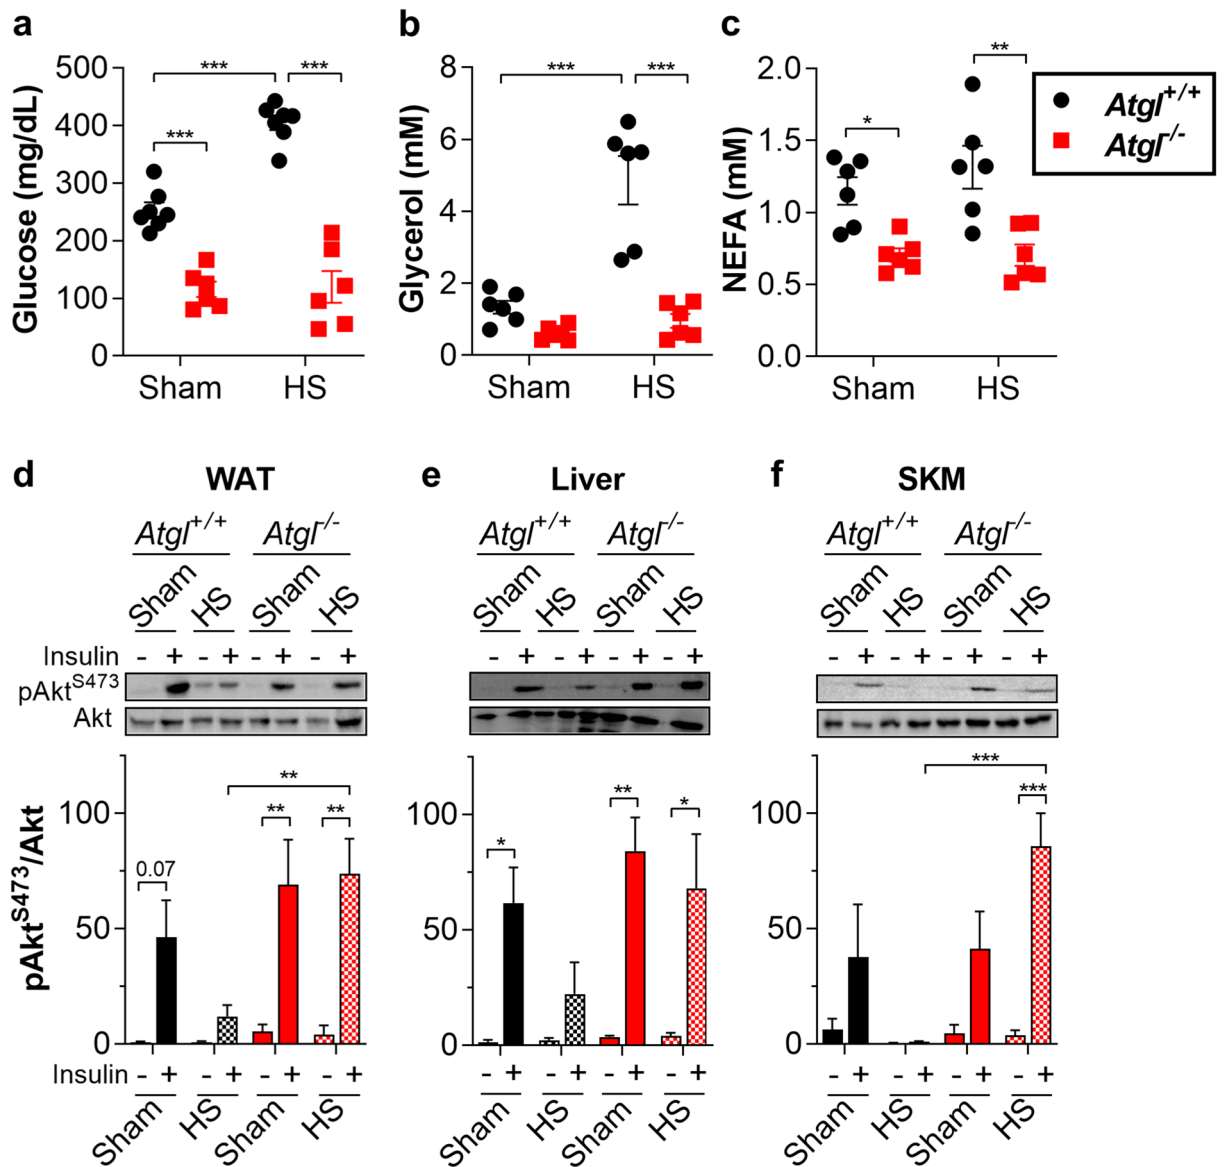 a
b
c
Glucose (mg/dL)
500
400
300
200
100
0
***
***
***
Sham
HS
Glycerol (mM)
8
6
4
2
0
***
***
Sham
HS
NEFA (mM)
2.0
1.5
1.0
0.5
0.0
*
**
Sham
HS
Atgl+/+
Atgl-/-
d
WAT
Atgl+/+ Atgl-/-
Sham HS Sham HS
Insulin - + - + - + - +
pAktS473
Akt
pAktS473/Akt
100
50
0
0.07
**
**
**
Insulin - + - + - + - +
Sham HS Sham HS
e
Liver
Atgl+/+ Atgl-/-
Sham HS Sham HS
- + - + - + - +
100
50
0
*
**
*
- + - + - + - +
Sham HS Sham HS
f
SKM
Atgl+/+ Atgl-/-
Sham HS Sham HS
- + - + - + - +
100
50
0
***
***
- + - + - + - +
Sham HS Sham HS